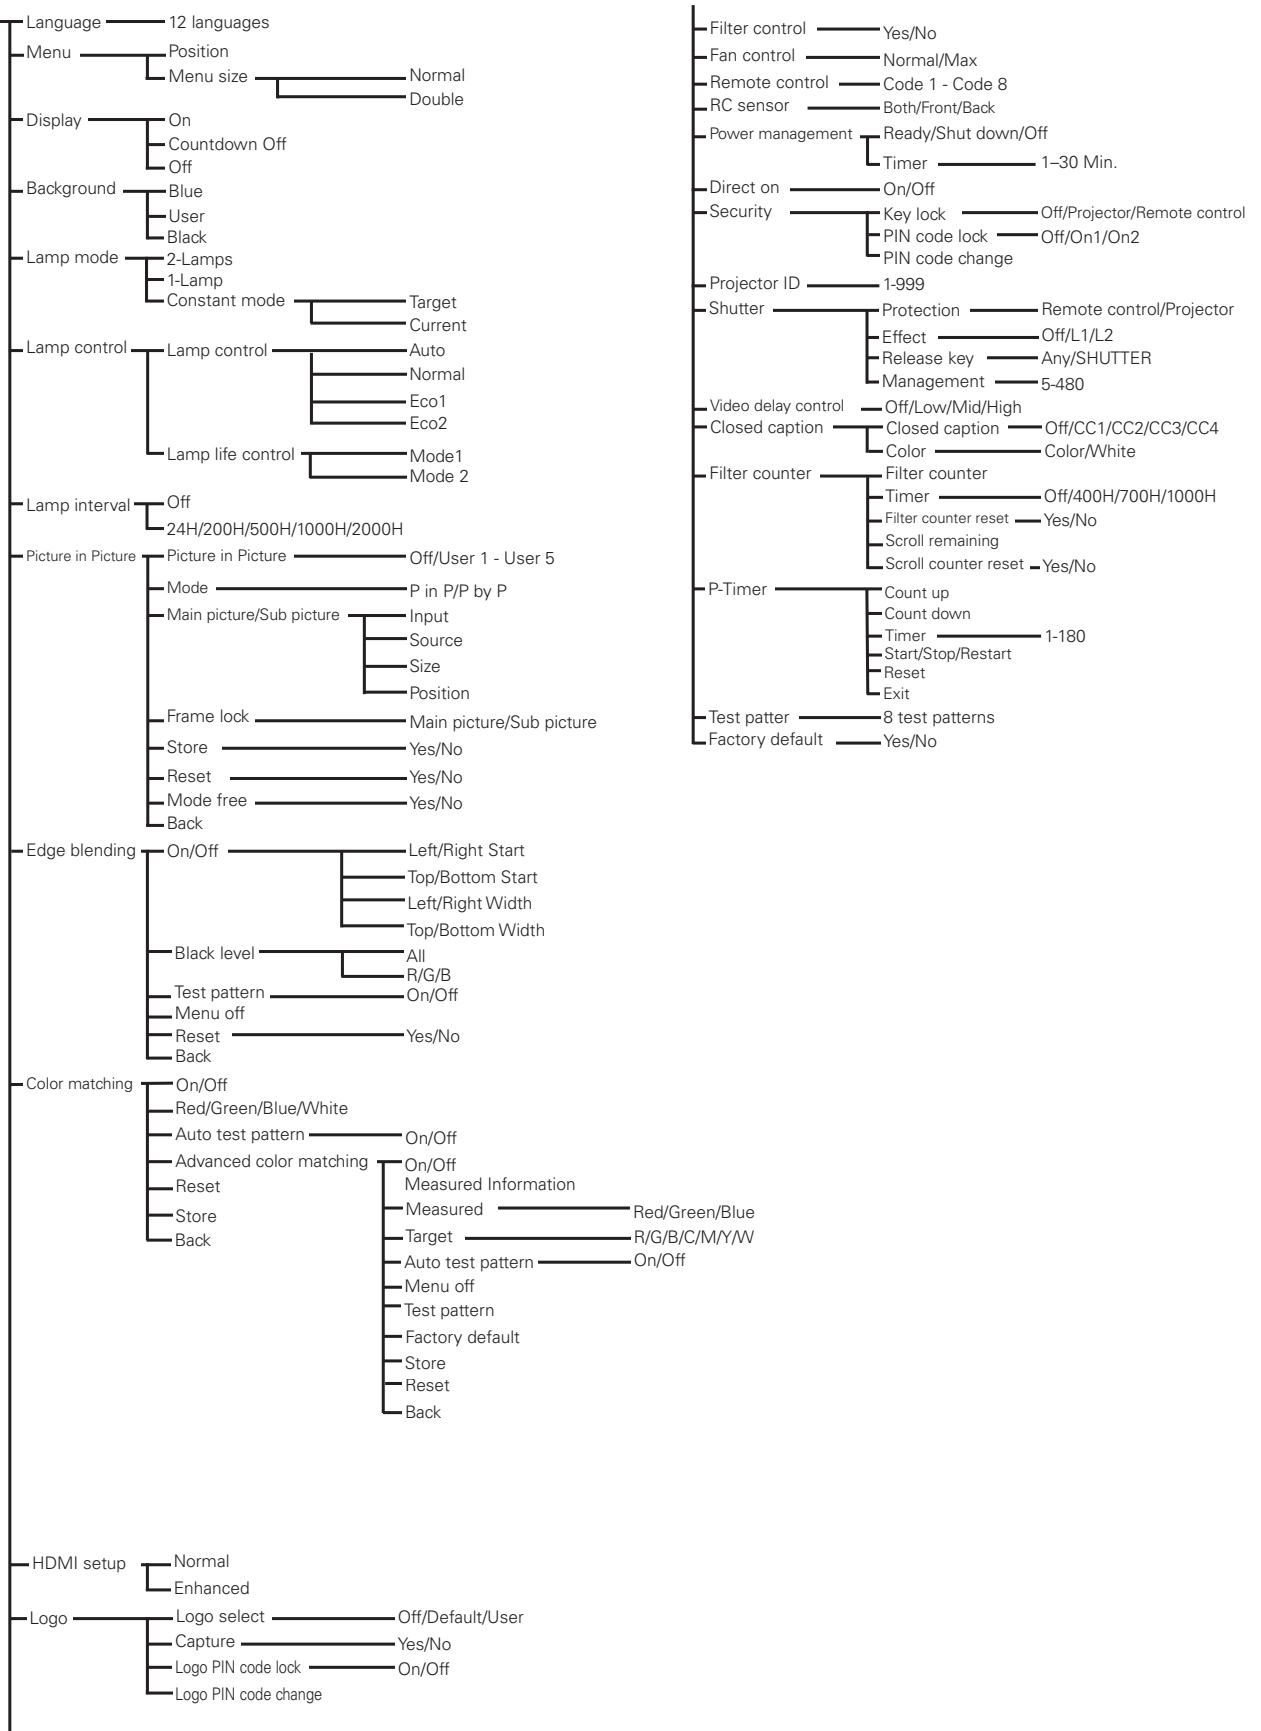 Language 12 languages
Menu Position
Menu size Normal
Double
Display On
Countdown Off
Off
Background Blue
User
Black
Lamp mode 2-Lamps
1-Lamp
Constant mode Target
Current
Lamp control Lamp control Auto
Normal
Eco1
Eco2
Lamp life control Mode1
Mode 2
Lamp interval Off
24H/200H/500H/1000H/2000H
Picture in Picture Picture in Picture Off/User 1 - User 5
Mode P in P/P by P
Main picture/Sub picture Input
Source
Size
Position
Frame lock Main picture/Sub picture
Store Yes/No
Reset Yes/No
Mode free Yes/No
Back
Edge blending On/Off Left/Right Start
Top/Bottom Start
Left/Right Width
Top/Bottom Width
Black level All
R/G/B
Test pattern On/Off
Menu off
Reset Yes/No
Back
Color matching On/Off
Red/Green/Blue/White
Auto test pattern On/Off
Advanced color matching On/Off
Measured Information
Reset
Measured Red/Green/Blue
Store
Target R/G/B/C/M/Y/W
Back
Auto test pattern On/Off
Menu off
Test pattern
Factory default
Store
Reset
Back
HDMI setup Normal
Enhanced
Logo Logo select Off/Default/User
Capture Yes/No
Logo PIN code lock On/Off
Logo PIN code change
Filter control Yes/No
Fan control Normal/Max
Remote control Code 1 - Code 8
RC sensor Both/Front/Back
Power management Ready/Shut down/Off
Timer 1–30 Min.
Direct on On/Off
Security Key lock Off/Projector/Remote control
PIN code lock Off/On1/On2
PIN code change
Projector ID 1-999
Shutter Protection Remote control/Projector
Effect Off/L1/L2
Release key Any/SHUTTER
Management 5-480
Video delay control Off/Low/Mid/High
Closed caption Closed caption Off/CC1/CC2/CC3/CC4
Color Color/White
Filter counter Filter counter
Timer Off/400H/700H/1000H
Filter counter reset Yes/No
Scroll remaining
Scroll counter reset Yes/No
P-Timer Count up
Count down
Timer 1-180
Start/Stop/Restart
Reset
Exit
Test patter 8 test patterns
Factory default Yes/No